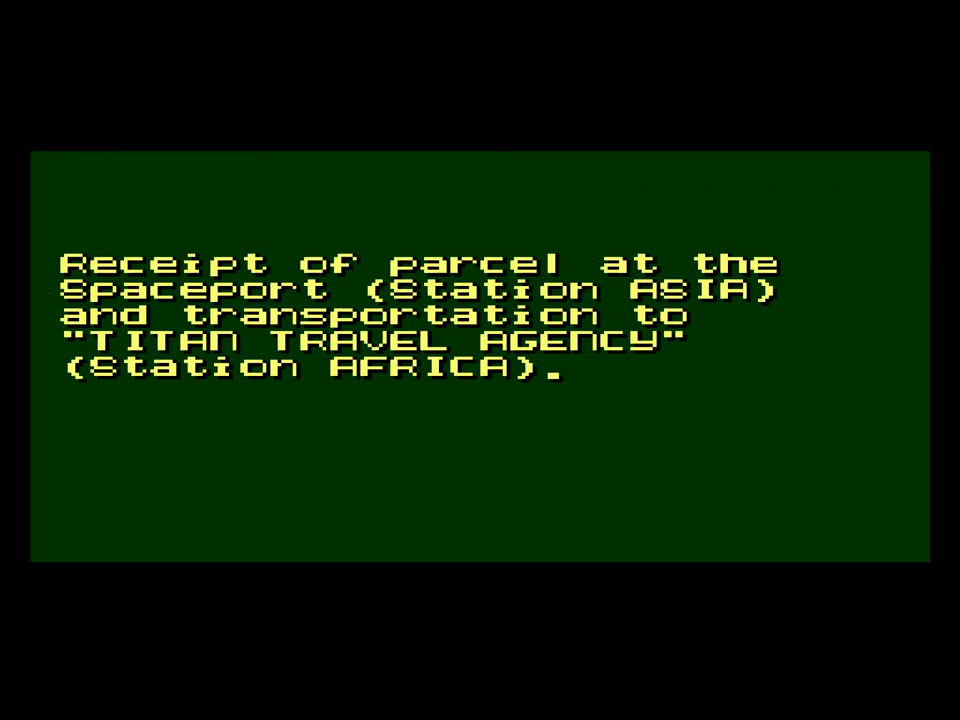 Receipt of parcel at the
Spaceport (Station ASIA)
and transportation to
"TITAN TRAVEL AGENCY"
(Station AFRICA).